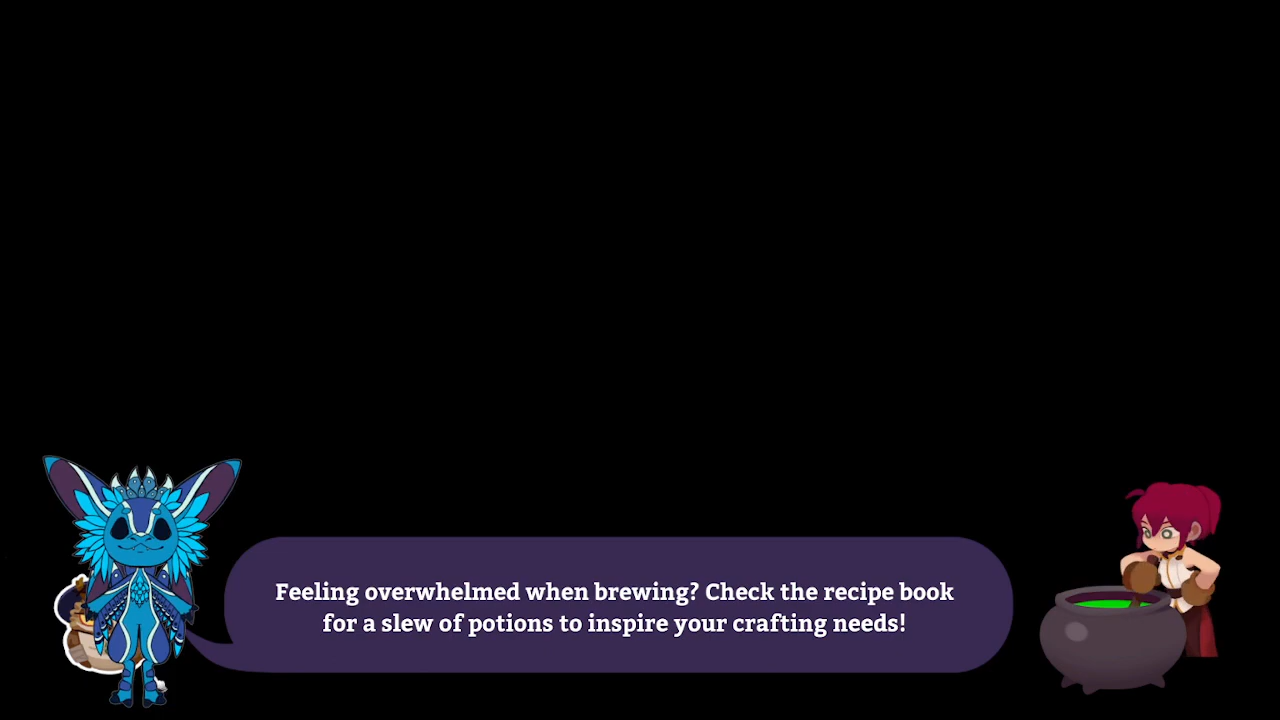 Feeling overwhelmed when brewing? Check the recipe book
for a slew of potions to inspire your crafting needs!